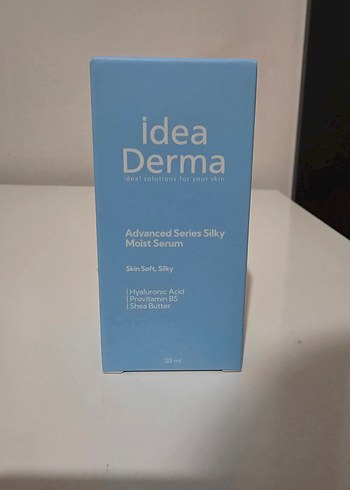 idea
Derma
ideal solutions for your skin
Advanced Series Silky
Moist Serum
Skin Soft, Silky
| Hyaluronic Acid
| Provitamin B5
| Shea Butter
30 ml